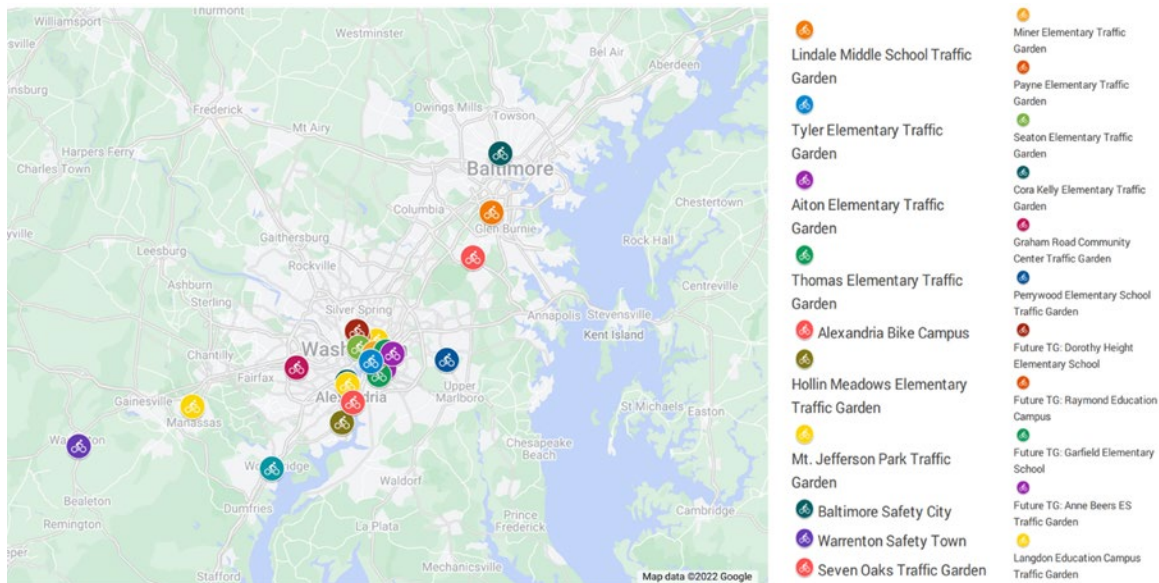 Williamsport
Westminster
Bel Air
Aberdeen
Owings Mills
Towson
Frederick
Mt Airy
Harpers Ferry
Charles Town
Baltimore
Columbia
Glen Burnie
Chestertown
Gaithersburg
Rock Hall
Leesburg
Rockville
Ashburn
Sterling
Centreville
Silver Spring
Annapolis
Stevensville
Kent Island
Chantilly
Fairfax
Upper
Marlboro
Gainesville
Manassas
Alexandria
St Michaels
Easton
Chesapeake
Beach
Waldorf
Bealeton
Dumfries
Remington
La Plata
Prince
Frederick
Cambridge
Stafford
Mechanicsville
Map data ©2022 Google
Lindale Middle School Traffic
Garden
Tyler Elementary Traffic
Garden
Aiton Elementary Traffic
Garden
Thomas Elementary Traffic
Garden
Alexandria Bike Campus
Hollin Meadows Elementary
Traffic Garden
Mt. Jefferson Park Traffic
Garden
Baltimore Safety City
Warrenton Safety Town
Seven Oaks Traffic Garden
Miner Elementary Traffic
Garden
Payne Elementary Traffic
Garden
Seaton Elementary Traffic
Garden
Cora Kelly Elementary Traffic
Garden
Graham Road Community
Center Traffic Garden
Perrywood Elementary School
Traffic Garden
Future TG: Dorothy Height
Elementary School
Future TG: Raymond Education
Campus
Future TG: Garfield Elementary
School
Future TG: Anne Beers ES
Traffic Garden
Langdon Education Campus
Traffic Garden